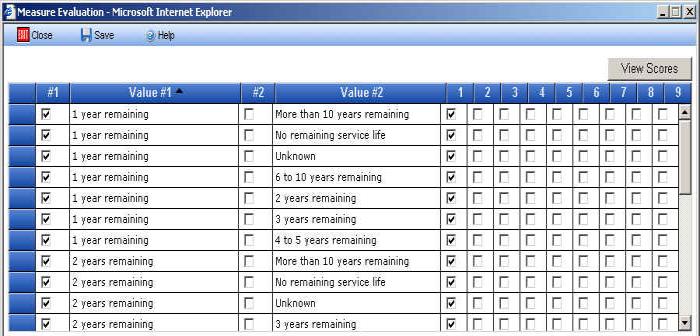 Measure Evaluation - Microsoft Internet Explorer
EXIT Close Save Help
View Scores
#1 Value #1 #2 Value #2 1 2 3 4 5 6 7 8 9
1 year remaining More than 10 years remaining
1 year remaining No remaining service life
1 year remaining Unknown
1 year remaining 6 to 10 years remaining
1 year remaining 2 years remaining
1 year remaining 3 years remaining
1 year remaining 4 to 5 years remaining
2 years remaining More than 10 years remaining
2 years remaining No remaining service life
2 years remaining Unknown
2 years remaining 3 years remaining